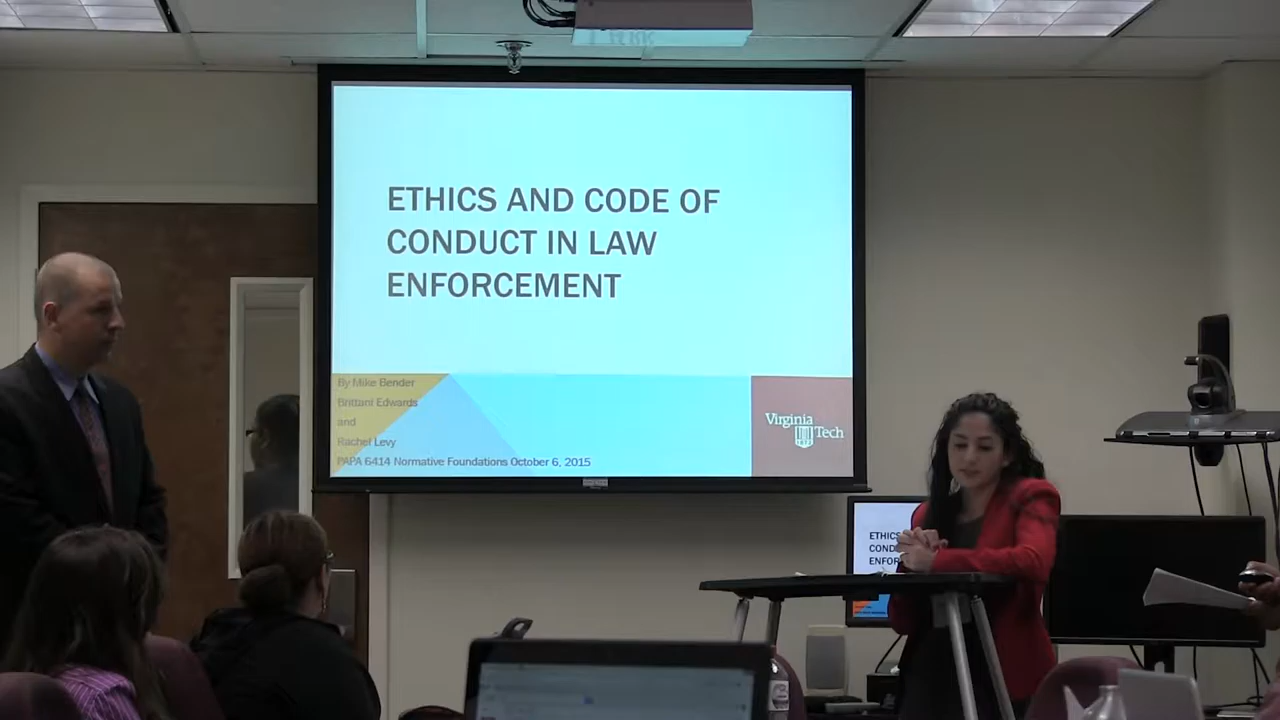 ETHICS AND CODE OF
CONDUCT IN LAW
ENFORCEMENT
By Mike Bender
Brittani Edwards
and
Rachel Levy
PAPA 6414 Normative Foundations October 6, 2015
Virginia
Tech
ETHICS
COND
ENFOR